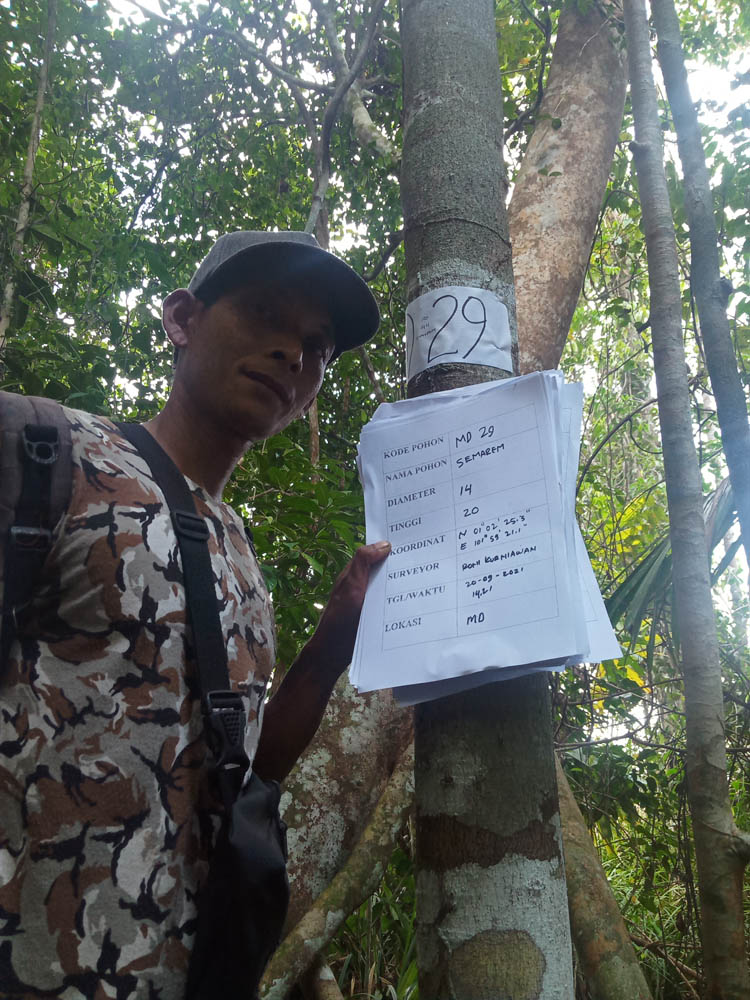 29
KODE POHON MD 29
NAMA POHON SEMAREM
DIAMETER 14
TINGGI 20
KOORDINAT N 01° 02' 25.3"
E 101° 59' 21.1"
SURVEYOR KURNIAWAN
TGL/WAKTU 20-09-2021
14.21
LOKASI MD